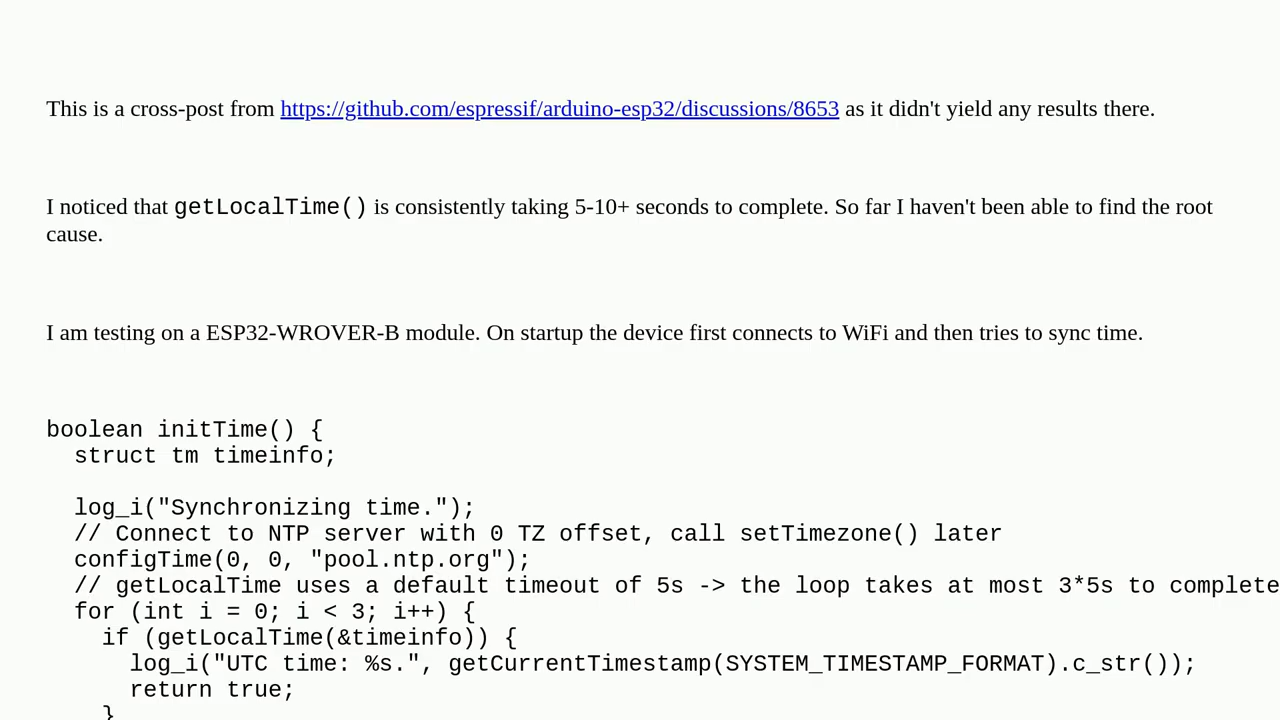 This is a cross-post from https://github.com/espressif/arduino-esp32/discussions/8653 as it didn't yield any results there.
I noticed that getLocalTime() is consistently taking 5-10+ seconds to complete. So far I haven't been able to find the root
cause.
I am testing on a ESP32-WROVER-B module. On startup the device first connects to WiFi and then tries to sync time.
boolean initTime() {
  struct tm timeinfo;
  log_i("Synchronizing time.");
  // Connect to NTP server with 0 TZ offset, call setTimezone() later
  configTime(0, 0, "pool.ntp.org");
  // getLocalTime uses a default timeout of 5s -> the loop takes at most 3*5s to complete
  for (int i = 0; i < 3; i++) {
    if (getLocalTime(&timeinfo)) {
      log_i("UTC time: %s.", getCurrentTimestamp(SYSTEM_TIMESTAMP_FORMAT).c_str());
      return true;
    }